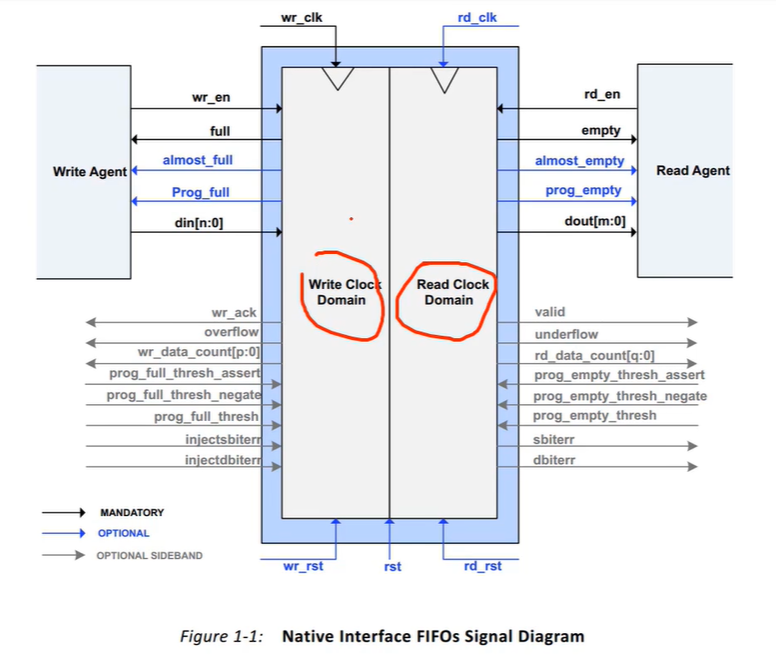 wr_clk
rd_clk
wr_en
full
almost_full
Prog_full
din[n:0]
Write Agent
rd_en
empty
almost_empty
prog_empty
dout[m:0]
Read Agent
Write Clock
Domain
Read Clock
Domain
wr_ack
overflow
wr_data_count[p:0]
prog_full_thresh_assert
prog_full_thresh_negate
prog_full_thresh
injectsbiterr
injectdbiterr
valid
underflow
rd_data_count[q:0]
prog_empty_thresh_assert
prog_empty_thresh_negate
prog_empty_thresh
sbiterr
dbiterr
MANDATORY
OPTIONAL
OPTIONAL SIDEBAND
wr_rst
rst
rd_rst
Figure 1-1: Native Interface FIFOs Signal Diagram